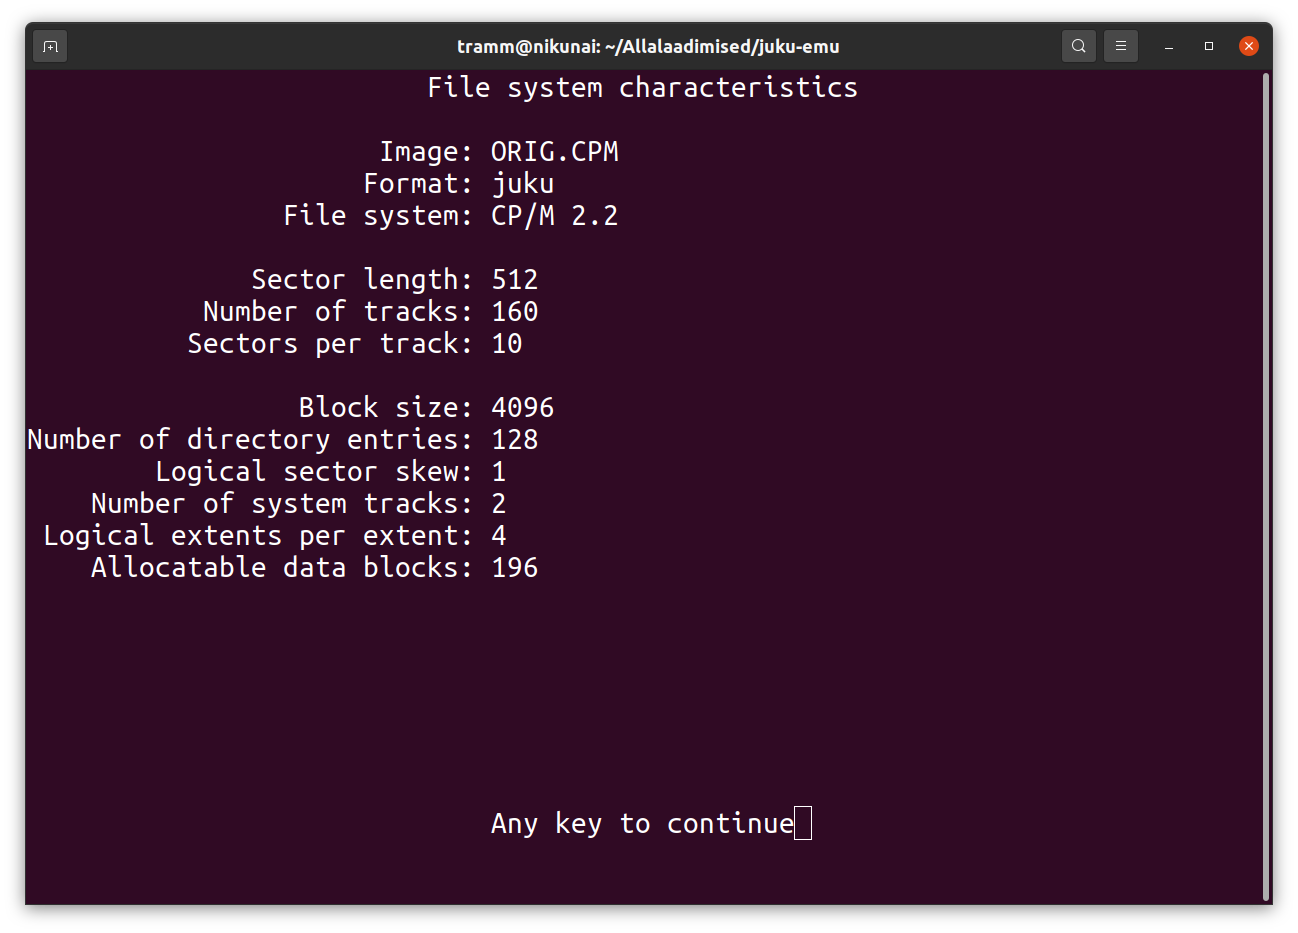 tramm@nikunai: ~/Allalaadimised/juku-emu
File system characteristics
Image: ORIG.CPM
Format: juku
File system: CP/M 2.2
Sector length: 512
Number of tracks: 160
Sectors per track: 10
Block size: 4096
Number of directory entries: 128
Logical sector skew: 1
Number of system tracks: 2
Logical extents per extent: 4
Allocatable data blocks: 196
Any key to continue